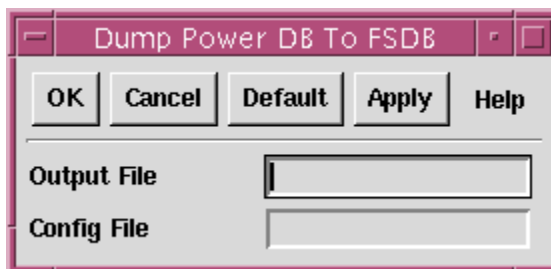 Dump Power DB To FSDB
OK Cancel Default Apply Help
Output File
Config File